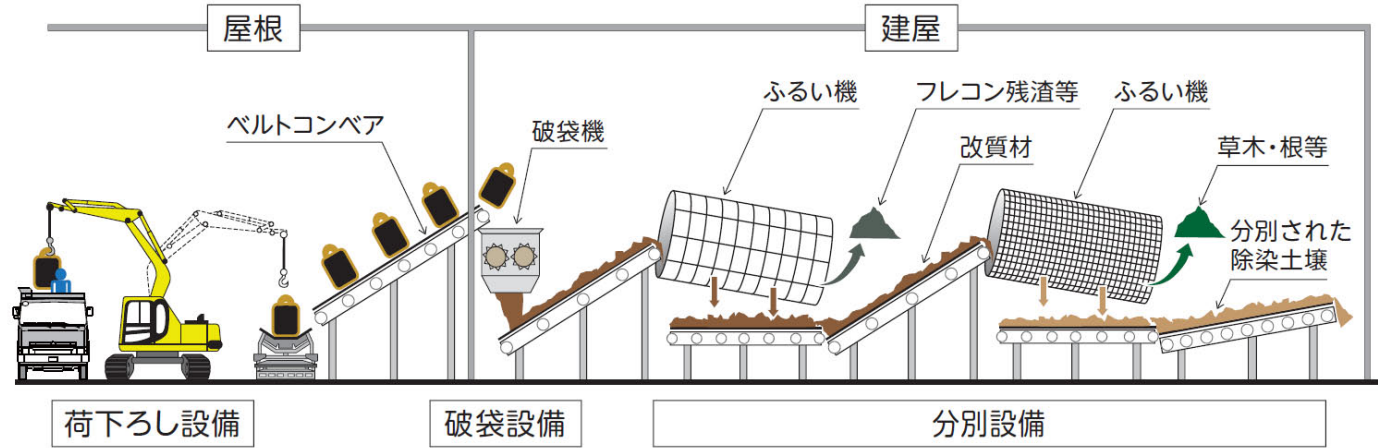 屋根
建屋
ふるい機
フレコン残渣等
ふるい機
ベルトコンベア
破袋機
改質材
草木・根等
分別された
除染土壌
荷下ろし設備
破袋設備
分別設備